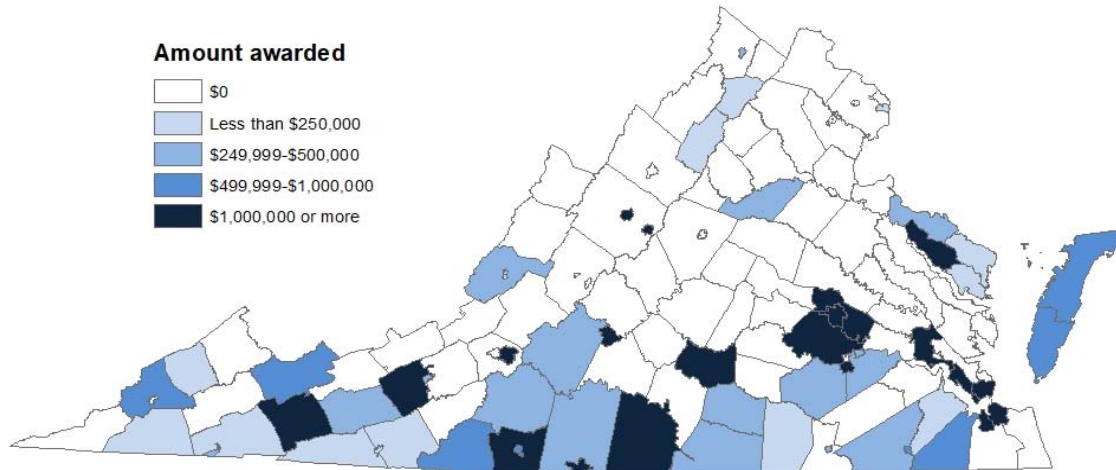 Amount awarded
$0
Less than $250,000
$249,999-$500,000
$499,999-$1,000,000
$1,000,000 or more